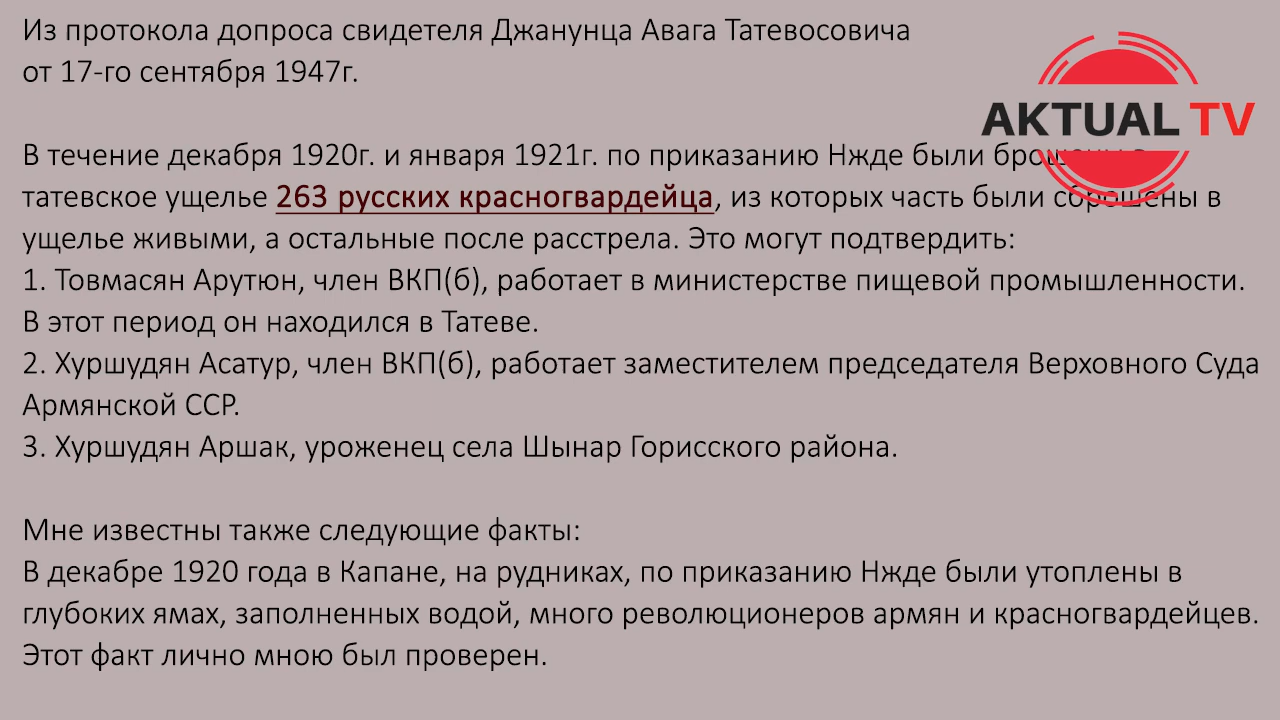 Из протокола допроса свидетеля Джанунца Авага Татевосовича
от 17-го сентября 1947г.
AKTUAL TV
В течение декабря 1920г. и января 1921г. по приказанию Нжде были брошены в
татевское ущелье 263 русских красногвардейца, из которых часть были сброшены в
ущелье живыми, а остальные после расстрела. Это могут подтвердить:
1. Товмасян Арутюн, член ВКП(б), работает в министерстве пищевой промышленности.
В этот период он находился в Татеве.
2. Хуршудян Асатур, член ВКП(б), работает заместителем председателя Верховного Суда
Армянской ССР.
3. Хуршудян Аршак, уроженец села Шынар Горисского района.
Мне известны также следующие факты:
В декабре 1920 года в Капане, на рудниках, по приказанию Нжде были утоплены в
глубоких ямах, заполненных водой, много революционеров армян и красногвардейцев.
Этот факт лично мною был проверен.